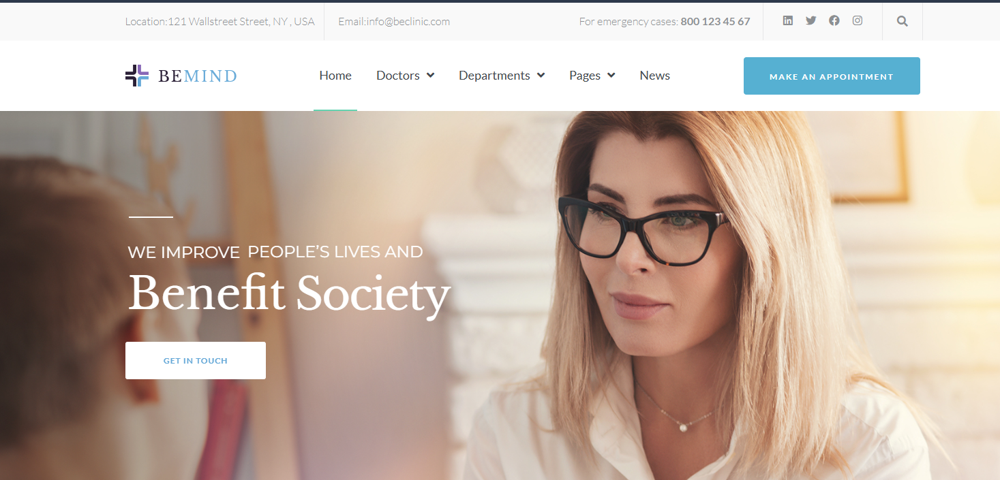 Location:121 Wallstreet Street, NY , USA
Email:info@beclinic.com
For emergency cases: 800 123 45 67
BEMIND
Home
Doctors
Departments
Pages
News
MAKE AN APPOINTMENT
WE IMPROVE PEOPLE'S LIVES AND
Benefit Society
GET IN TOUCH